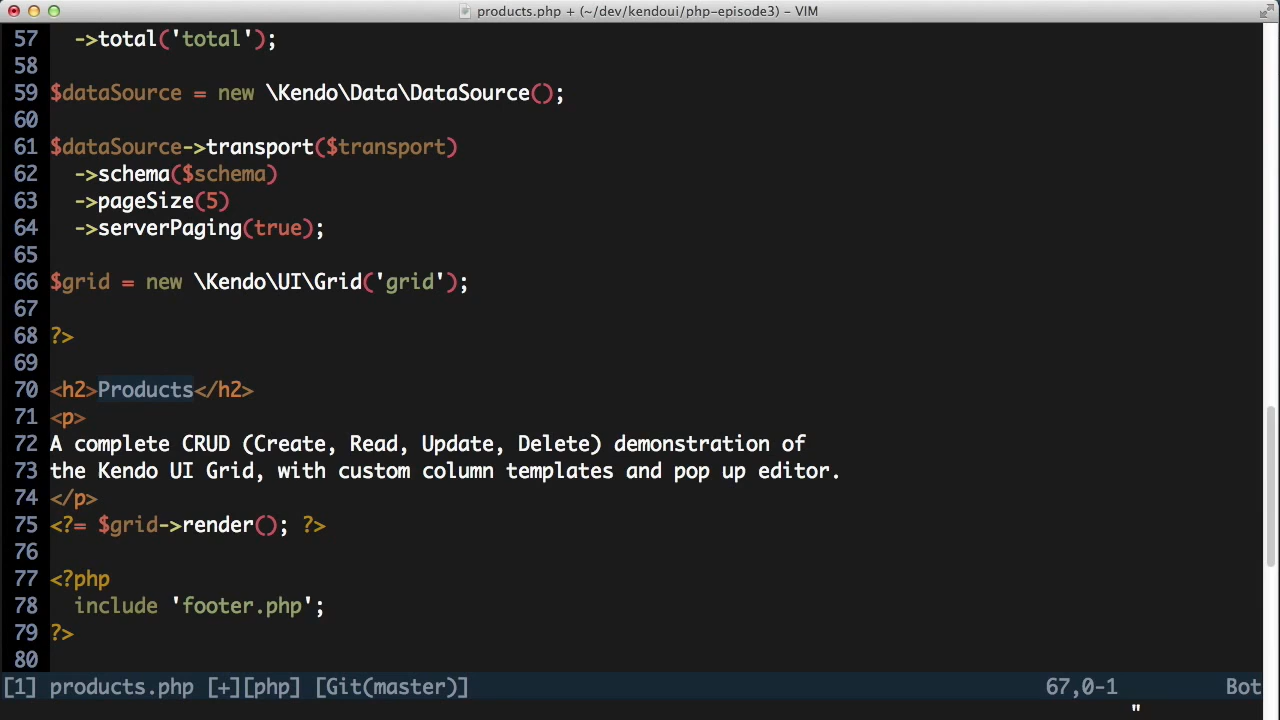 products.php + (~/dev/kendoui/php-episode3) – VIM
57   ->total('total');
58
59 $dataSource = new \Kendo\Data\DataSource();
60
61 $dataSource->transport($transport)
62   ->schema($schema)
63   ->pageSize(5)
64   ->serverPaging(true);
65
66 $grid = new \Kendo\UI\Grid('grid');
67
68 ?>
69
70 <h2>Products</h2>
71 <p>
72 A complete CRUD (Create, Read, Update, Delete) demonstration of
73 the Kendo UI Grid, with custom column templates and pop up editor.
74 </p>
75 <?= $grid->render(); ?>
76
77 <?php
78   include 'footer.php';
79 ?>
80
[1] products.php [+][php] [Git(master)] 67,0-1 Bot
"